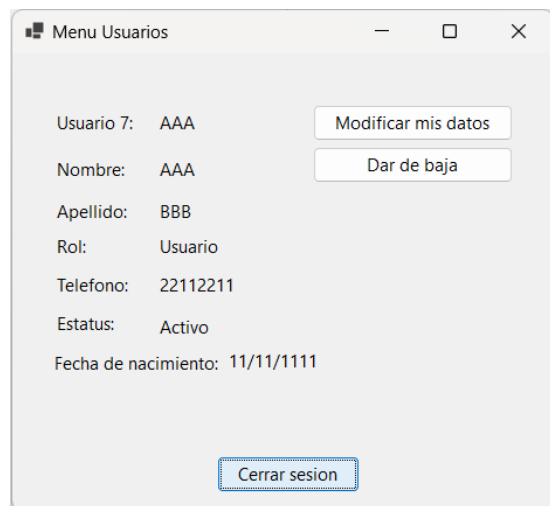 Menu Usuarios
Usuario 7: AAA Modificar mis datos
Nombre: AAA Dar de baja
Apellido: BBB
Rol: Usuario
Telefono: 22112211
Estatus: Activo
Fecha de nacimiento: 11/11/1111
Cerrar sesion